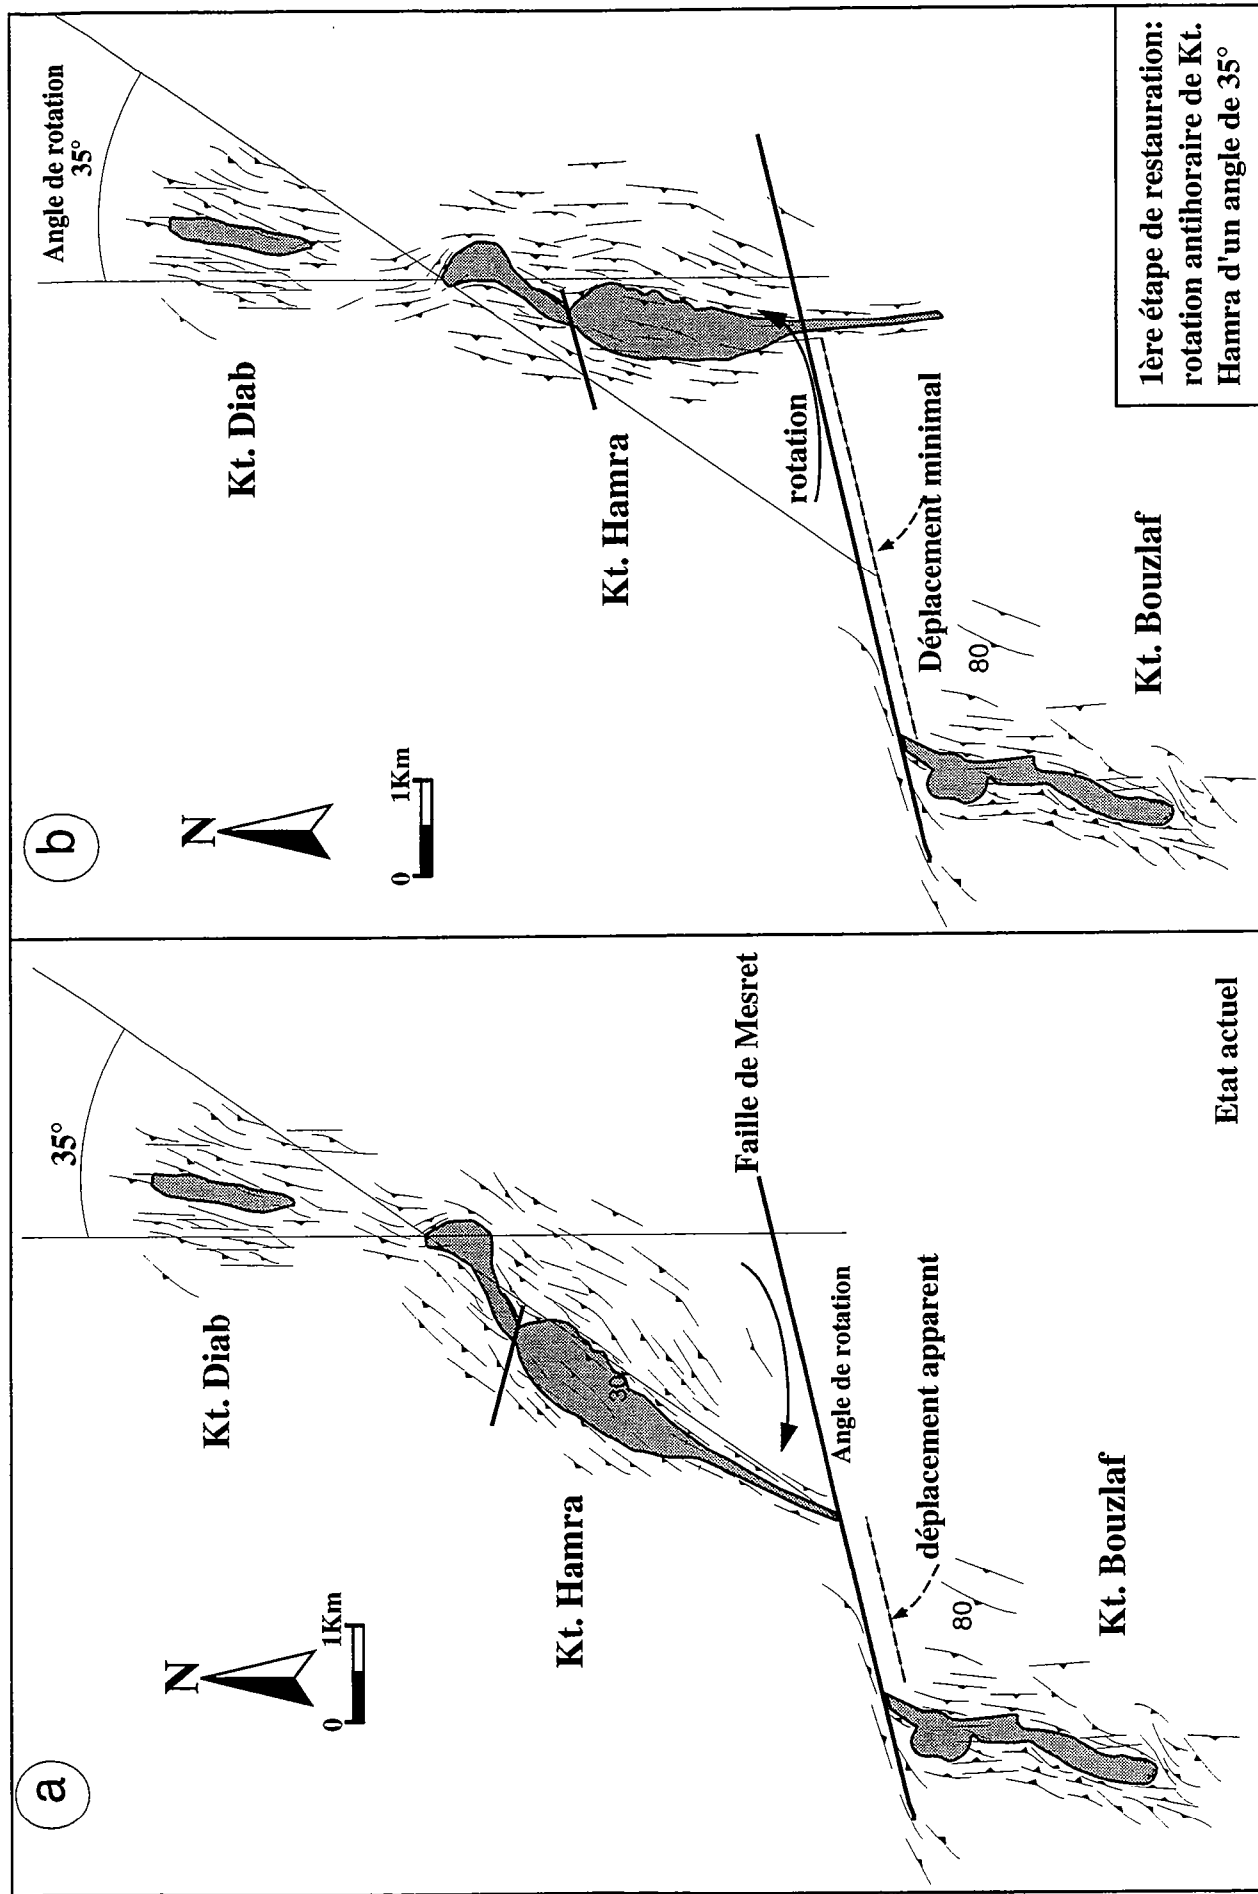 a
N
0
1Km
35°
Kt. Diab
Kt. Hamra
30
Faille de Mesret
Angle de rotation
déplacement apparent
80
Kt. Bouzlaf
Etat actuel
b
N
0
1Km
Angle de rotation
35°
Kt. Diab
Kt. Hamra
rotation
Déplacement minimal
80
Kt. Bouzlaf
1ère étape de restauration:
rotation antihoraire de Kt.
Hamra d'un angle de 35°